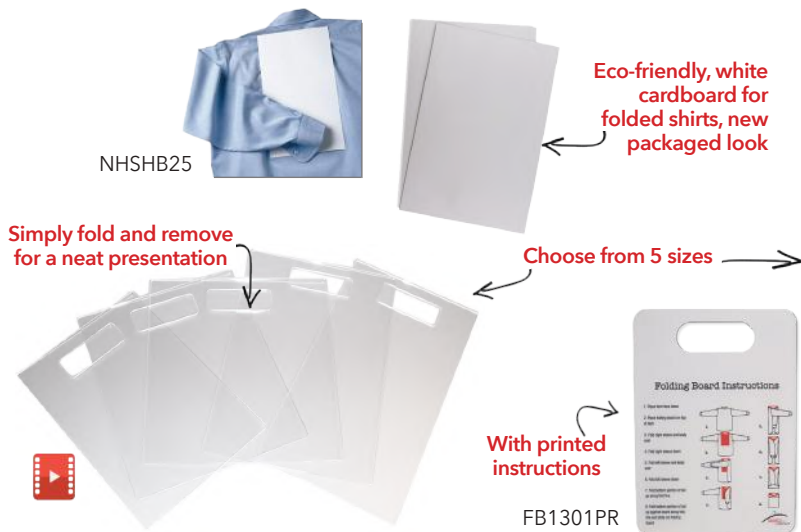 NHSHB25
Eco-friendly, white
cardboard for
folded shirts, new
packaged look
Simply fold and remove
for a neat presentation
Choose from 5 sizes
Folding Board Instructions
With printed
instructions
FB1301PR